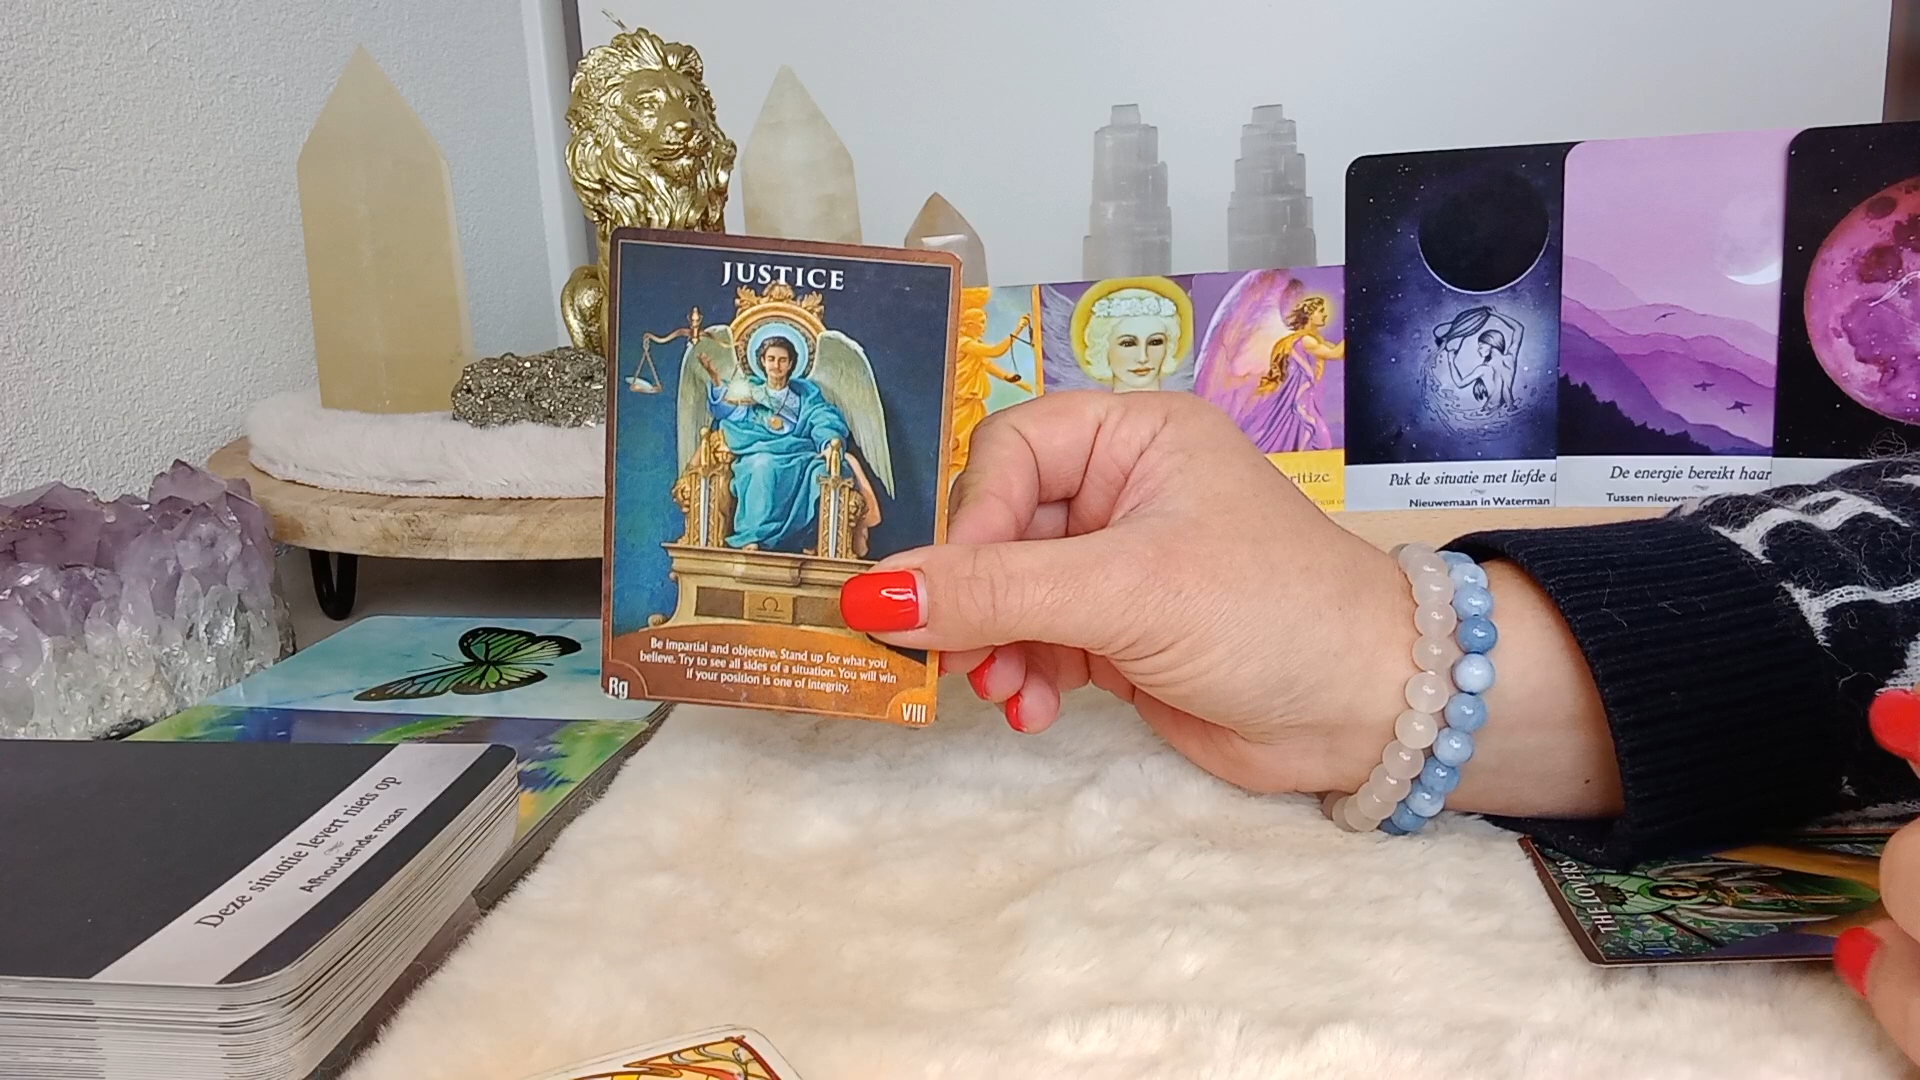 JUSTICE
Be impartial and objective. Stand up for what you
believe. Try to see all sides of a situation. You will win
if your position is one of integrity.
Rg
VIII
Pak de situatie met liefde
Nieuwemaan in Waterman
De energie bereikt haar
Tussen
Deze situatie levert niets op
Afnoudende maan
THE LOVERS